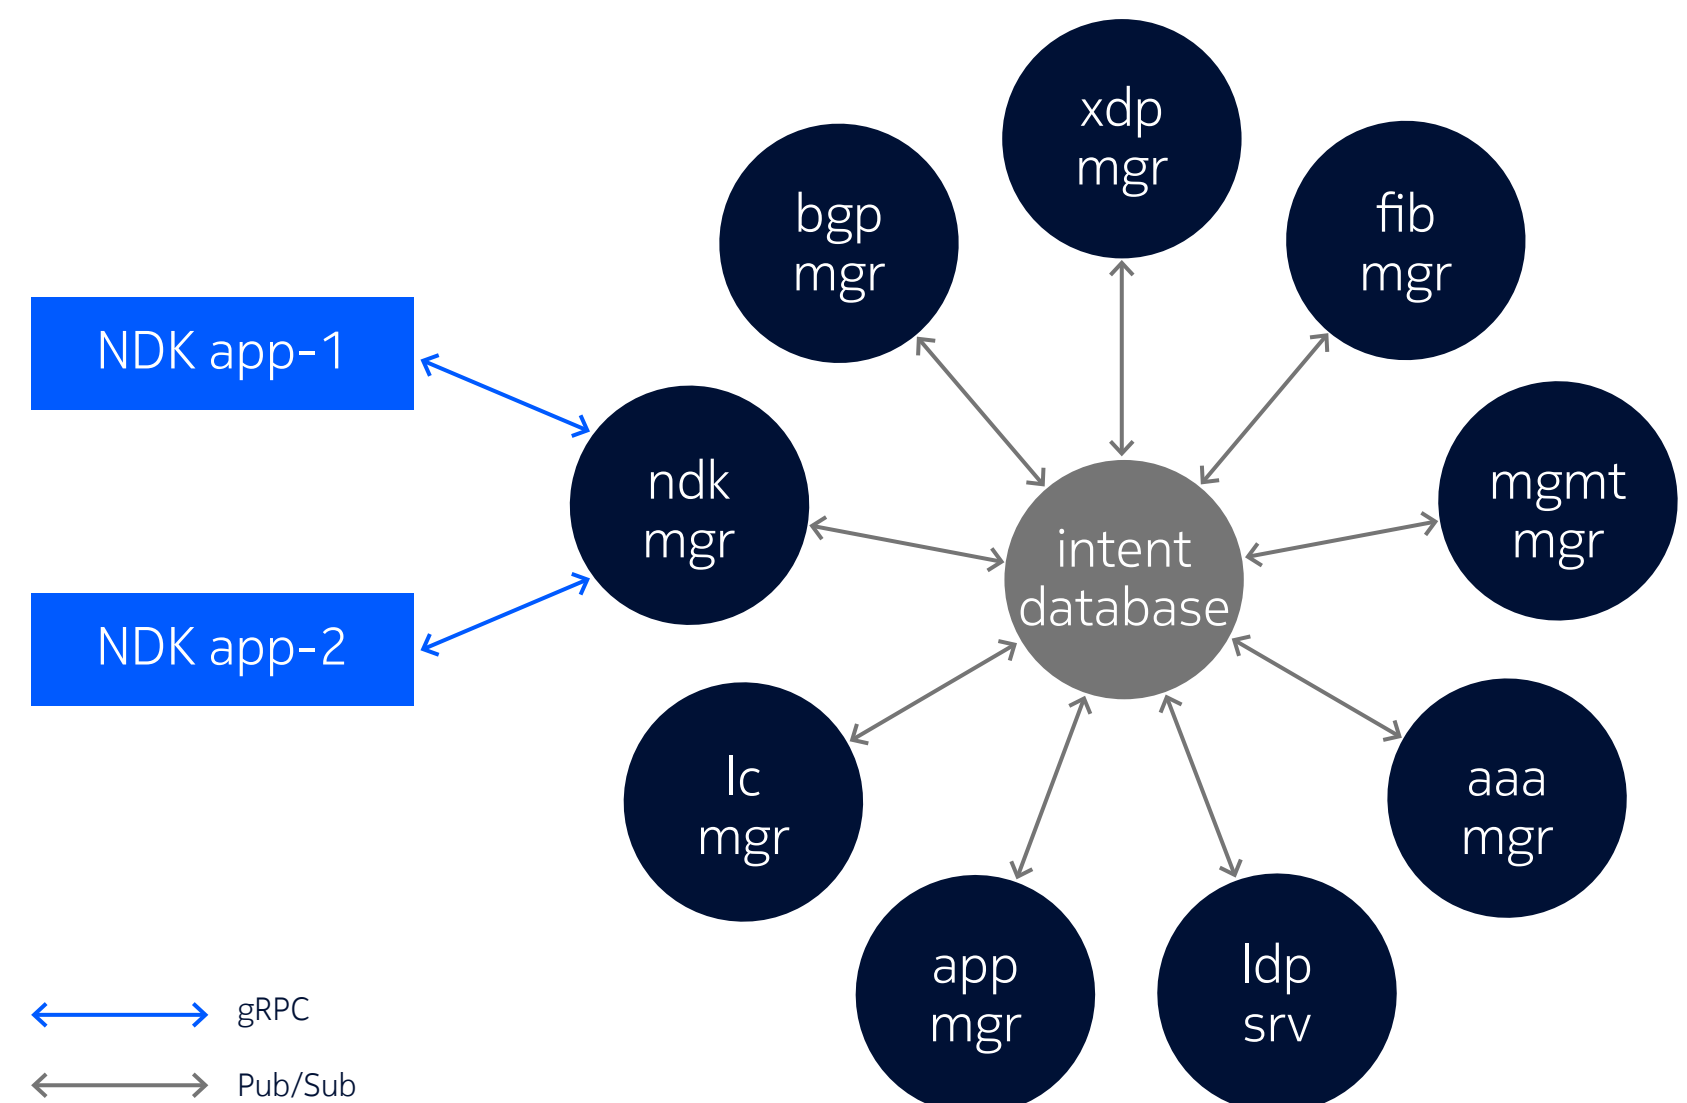 xdp
mgr
bgp
mgr
fib
mgr
NDK app-1
ndk
mgr
mgmt
mgr
intent
database
NDK app-2
lc
mgr
aaa
mgr
app
mgr
ldp
srv
gRPC
Pub/Sub